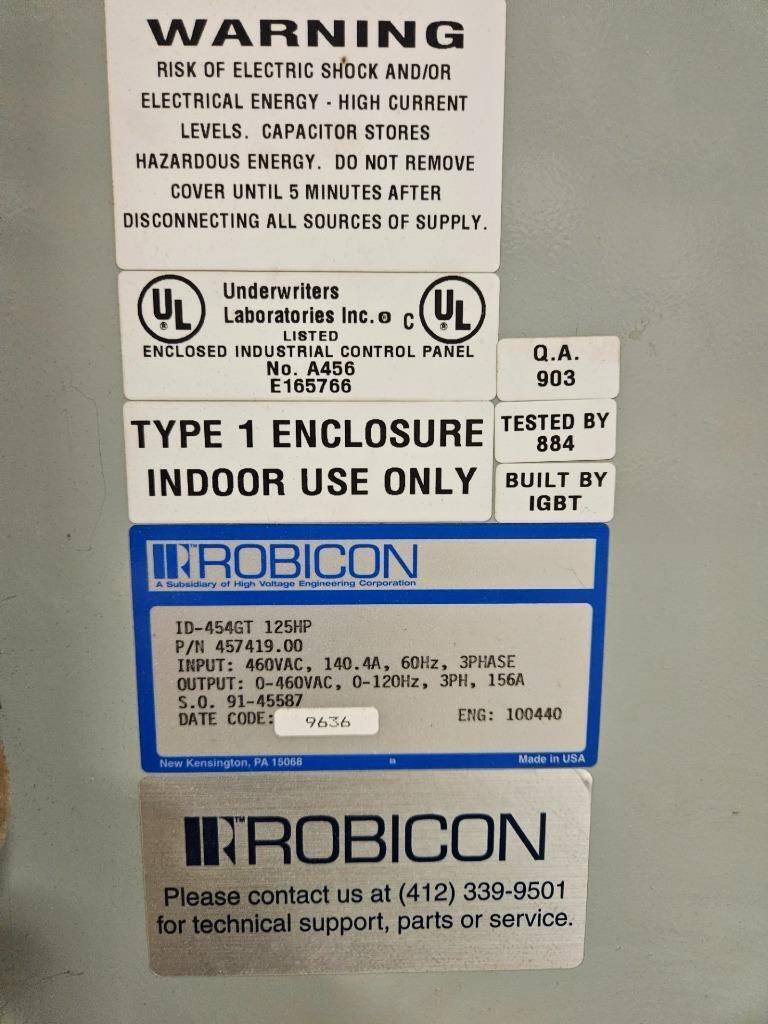 WARNING
RISK OF ELECTRIC SHOCK AND/OR
ELECTRICAL ENERGY - HIGH CURRENT
LEVELS. CAPACITOR STORES
HAZARDOUS ENERGY. DO NOT REMOVE
COVER UNTIL 5 MINUTES AFTER
DISCONNECTING ALL SOURCES OF SUPPLY.
UL ®
Underwriters
Laboratories Inc.®
C UL ®
LISTED
ENCLOSED INDUSTRIAL CONTROL PANEL
No. A456
E165766
Q.A.
903
TYPE 1 ENCLOSURE
INDOOR USE ONLY
TESTED BY
884
BUILT BY
IGBT
ROBICON
A Subsidiary of High Voltage Engineering Corporation
ID-454GT 125HP
P/N 457419.00
INPUT: 460VAC, 140.4A, 60Hz, 3PHASE
OUTPUT: 0-460VAC, 0-120Hz, 3PH, 156A
S.O. 91-45587
DATE CODE: 9636 ENG: 100440
New Kensington, PA 15068 Made in USA
ROBICON
Please contact us at (412) 339-9501
for technical support, parts or service.